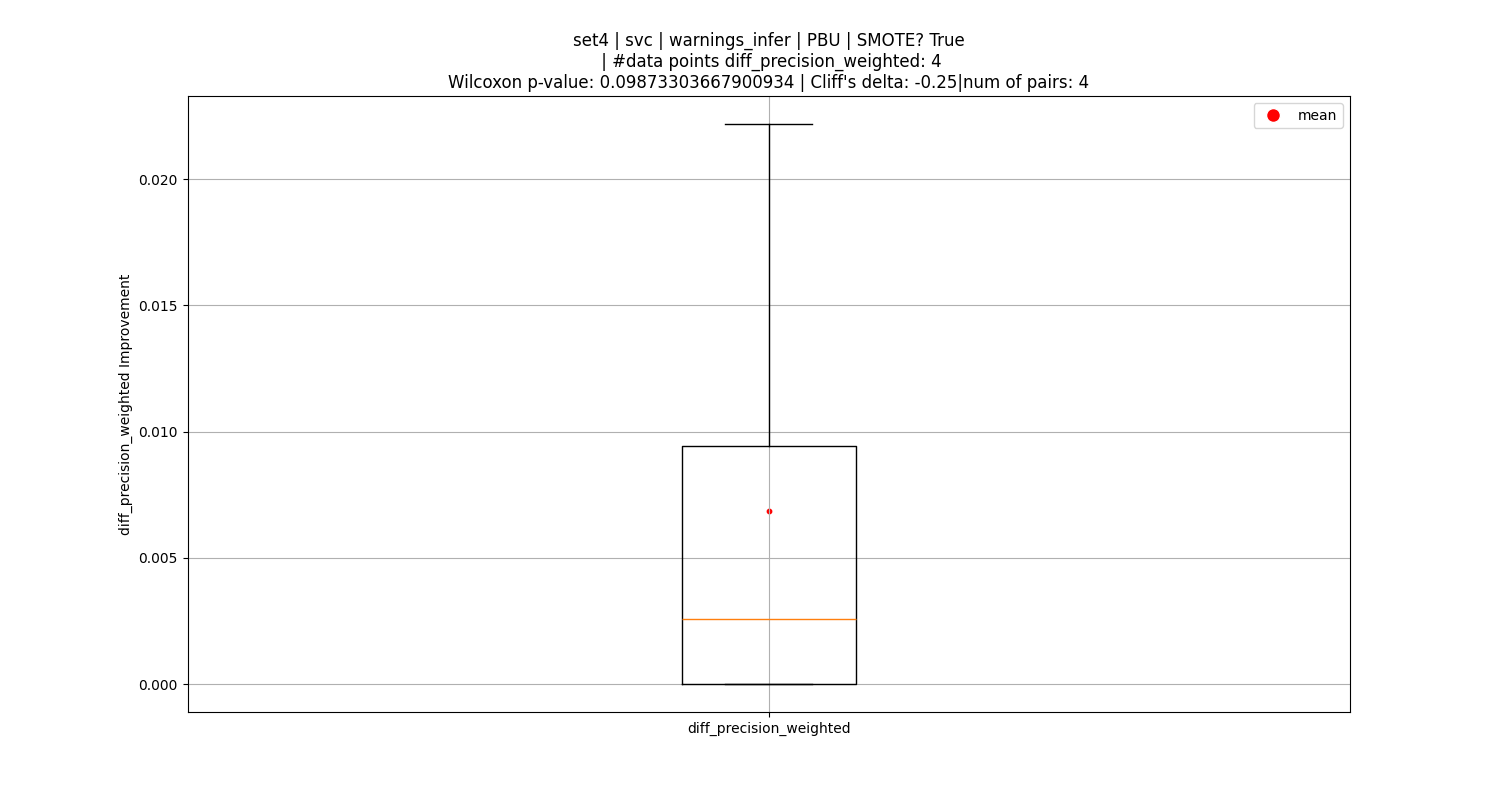 set4 | svc | warnings_infer | PBU | SMOTE? True
| #data points diff_precision_weighted: 4
Wilcoxon p-value: 0.09873303667900934 | Cliff's delta: -0.25|num of pairs: 4
mean
0.020
0.015
0.010
0.005
0.000
diff_precision_weighted Improvement
diff_precision_weighted